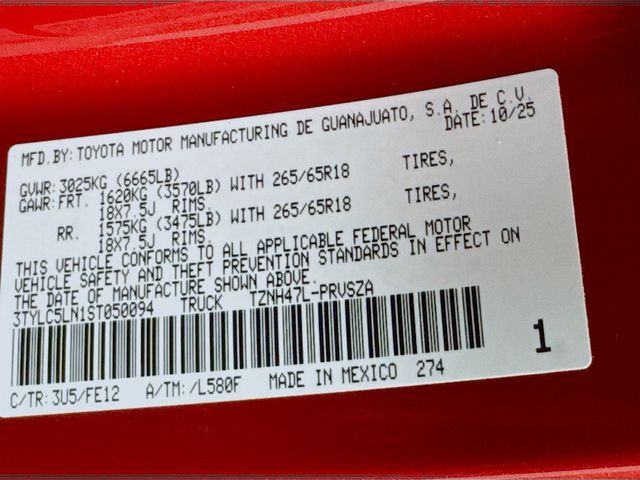 MFD.BY: TOYOTA MOTOR MANUFACTURING DE GUANAJUATO, S.A. DE C.V.
DATE: 10/25
GVWR: 3025KG (6665LB)
GAWR: FRT. 1620KG (3570LB) WITH 265/65R18 TIRES,
18X7.5J RIMS.
RR. 1575KG (3475LB) WITH 265/65R18 TIRES,
18X7.5J RIMS.
THIS VEHICLE CONFORMS TO ALL APPLICABLE FEDERAL MOTOR
VEHICLE SAFETY AND THEFT PREVENTION STANDARDS IN EFFECT ON
THE DATE OF MANUFACTURE SHOWN ABOVE.
3TYLC5LN1ST050094 TRUCK TZNH47L-PRVSZA
1
C/TR: 3U5/FE12 A/TM: /L580F MADE IN MEXICO 274